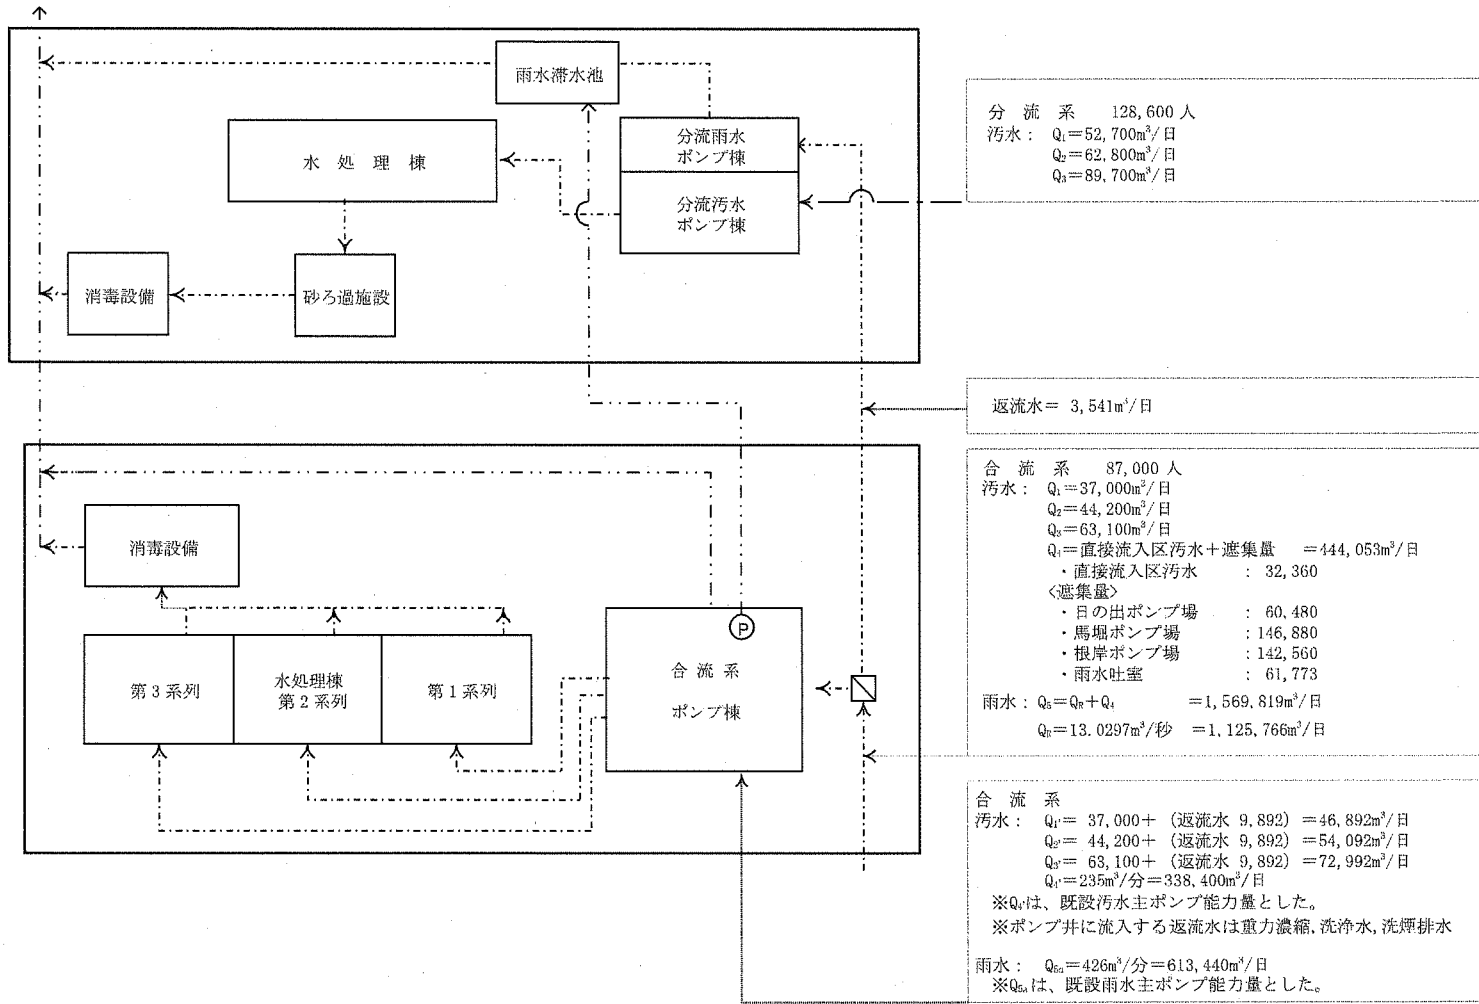 雨水滞水池
分流雨水
ポンプ棟
水 処 理 棟
分流汚水
ポンプ棟
消毒設備
砂ろ過施設
分 流 系 128,600 人
汚水： Q₁＝52,700m³/日
Q₂＝62,800m³/日
Q₃＝89,700m³/日
返流水＝ 3,541m³/日
消毒設備
第3系列
水処理棟
第2系列
第1系列
P
合 流 系
ポンプ棟
合 流 系 87,000 人
汚水： Q₁＝37,000m³/日
Q₂＝44,200m³/日
Q₃＝63,100m³/日
Q₄＝直接流入区汚水＋遮集量 ＝444,053m³/日
・直接流入区汚水 : 32,360
〈遮集量〉
・日の出ポンプ場 : 60,480
・馬堀ポンプ場 : 146,880
・根岸ポンプ場 : 142,560
・雨水吐室 : 61,773
雨水： Q₅＝Q_R＋Q₄ ＝1,569,819m³/日
Q_R＝13.0297m³/秒 ＝1,125,766m³/日
合 流 系
汚水： Q₁'＝ 37,000＋ (返流水 9,892) ＝46,892m³/日
Q₂'＝ 44,200＋ (返流水 9,892) ＝54,092m³/日
Q₃'＝ 63,100＋ (返流水 9,892) ＝72,992m³/日
Q₄'＝235m³/分＝338,400m³/日
※Q₄'は、既設汚水主ポンプ能力量とした。
※ポンプ井に流入する返流水は重力濃縮,洗浄水,洗煙排水
雨水： Q₅ₐ＝426m³/分＝613,440m³/日
※Q₅ₐは、既設雨水主ポンプ能力量とした。